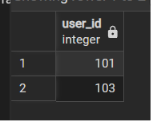 user_id
integer
1 101
2 103